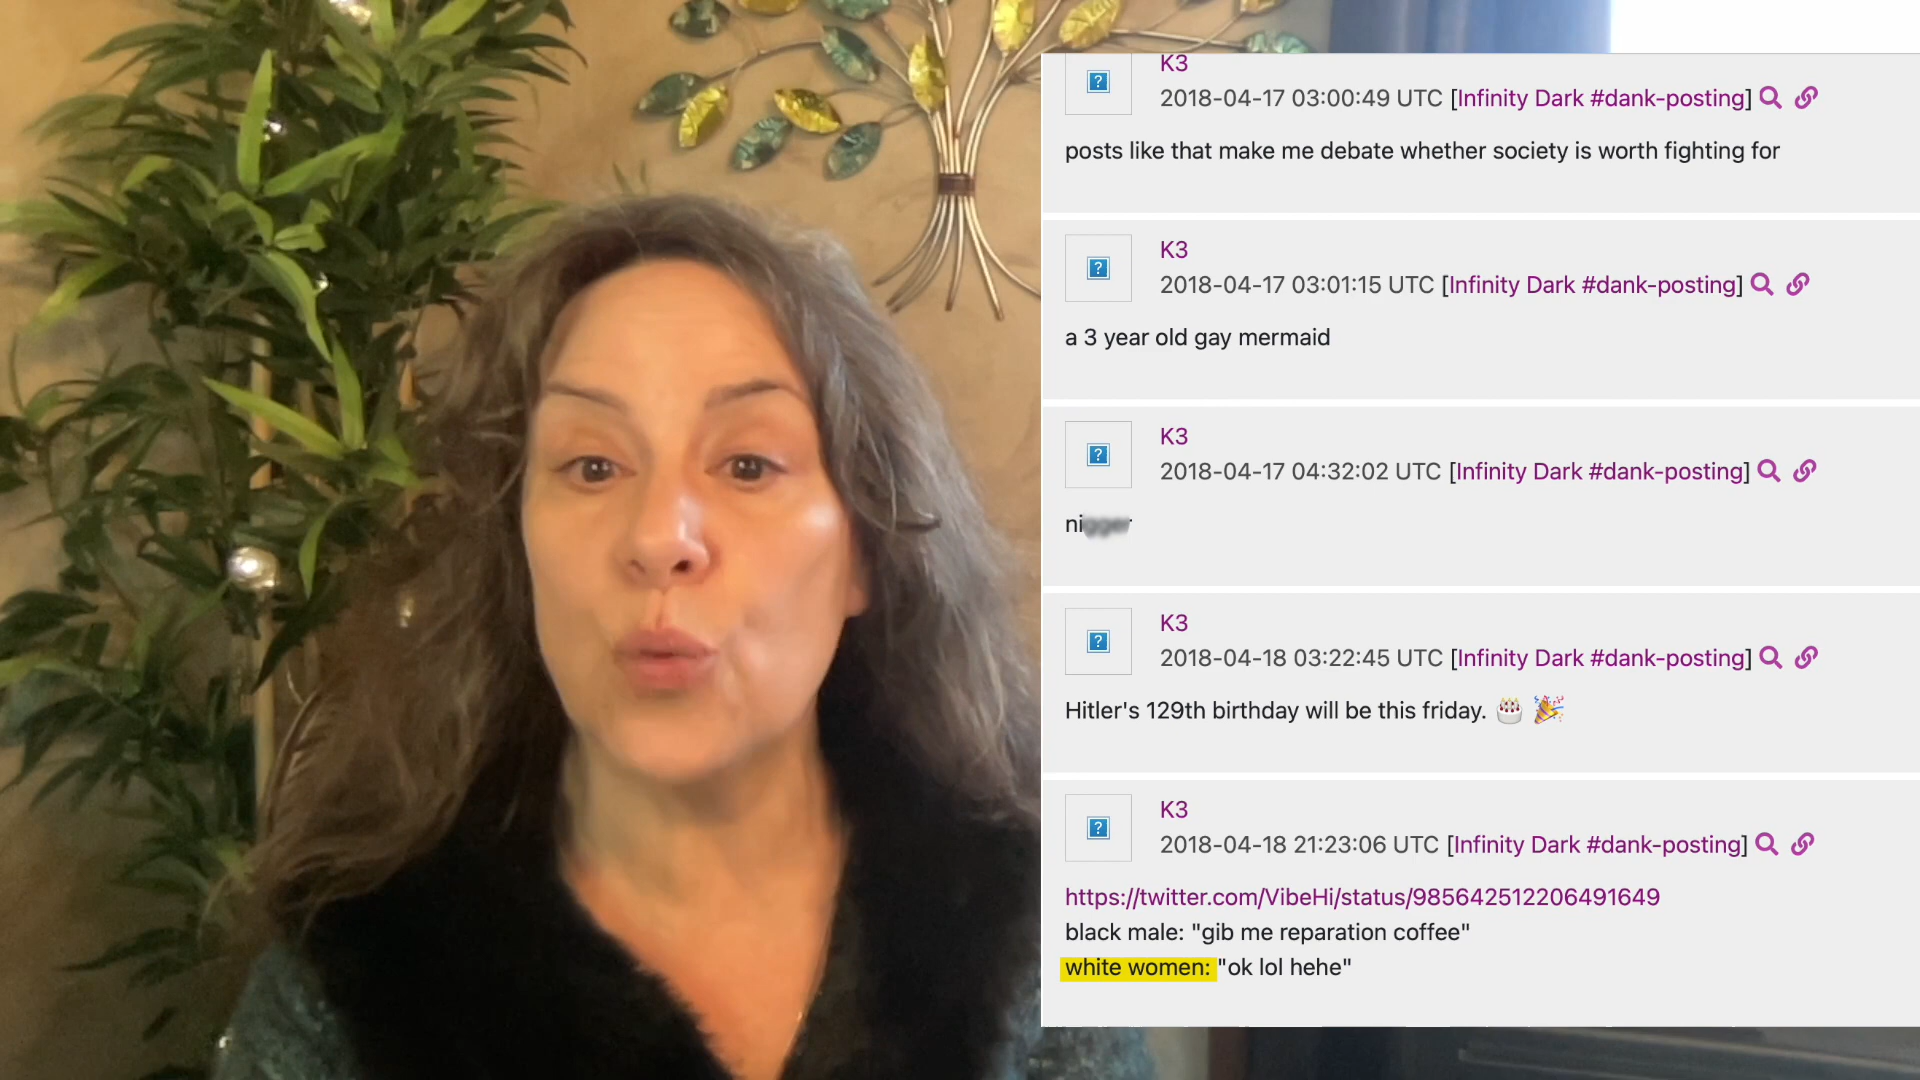 K3
2018-04-17 03:00:49 UTC [Infinity Dark #dank-posting]
posts like that make me debate whether society is worth fighting for
K3
2018-04-17 03:01:15 UTC [Infinity Dark #dank-posting]
a 3 year old gay mermaid
K3
2018-04-17 04:32:02 UTC [Infinity Dark #dank-posting]
ni
K3
2018-04-18 03:22:45 UTC [Infinity Dark #dank-posting]
Hitler's 129th birthday will be this friday. 🎂 🎉
K3
2018-04-18 21:23:06 UTC [Infinity Dark #dank-posting]
https://twitter.com/VibeHi/status/985642512206491649
black male: "gib me reparation coffee"
white women: "ok lol hehe"